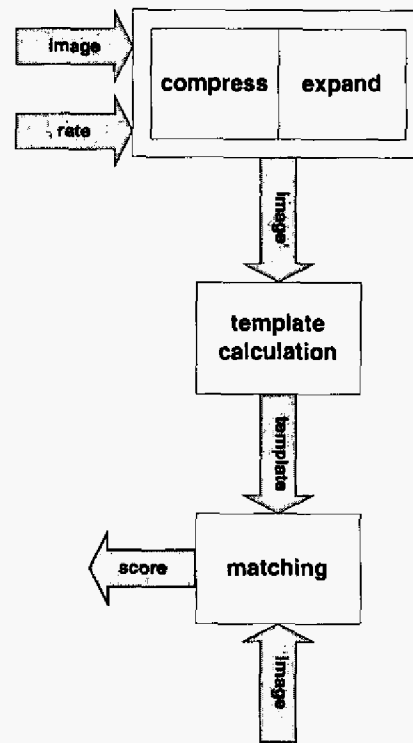 image
compress expand
rate
image'
template
calculation
template
score
matching
image